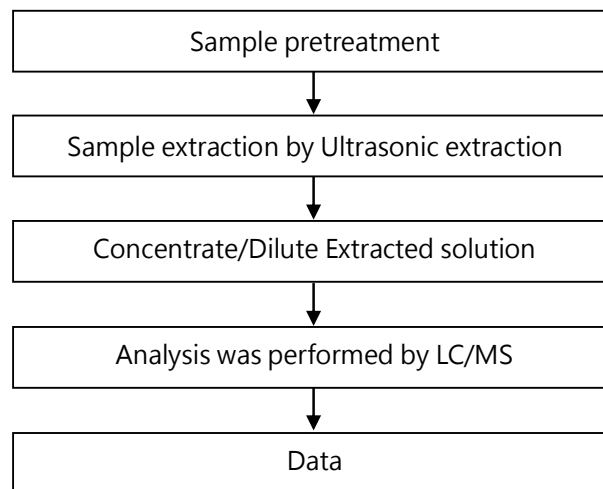 Sample pretreatment
Sample extraction by Ultrasonic extraction
Concentrate/Dilute Extracted solution
Analysis was performed by LC/MS
Data